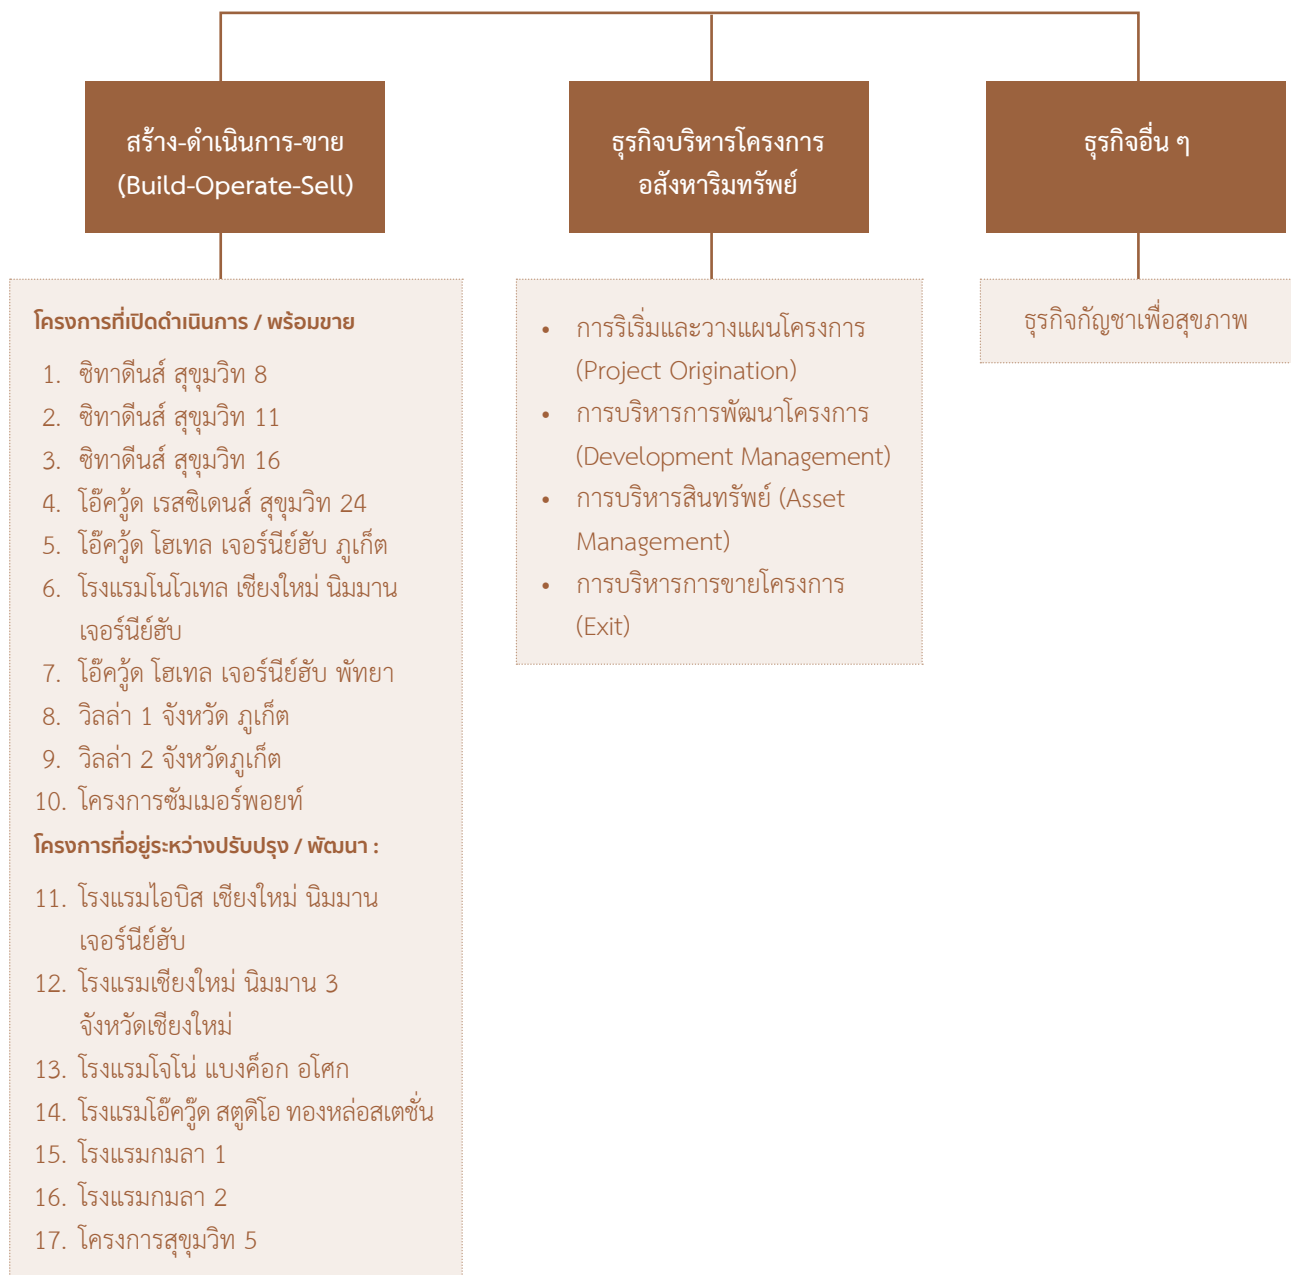 สร้าง-ดำเนินการ-ขาย
(Build-Operate-Sell)
โครงการที่เปิดดำเนินการ / พร้อมขาย
1. ซิทาดีนส์ สุขุมวิท 8
2. ซิทาดีนส์ สุขุมวิท 11
3. ซิทาดีนส์ สุขุมวิท 16
4. โอ๊ควู้ด เรสซิเดนส์ สุขุมวิท 24
5. โอ๊ควู้ด โฮเทล เจอร์นีย์ฮับ ภูเก็ต
6. โรงแรมโนโวเทล เชียงใหม่ นิมมาน
เจอร์นีย์ฮับ
7. โอ๊ควู้ด โฮเทล เจอร์นีย์ฮับ พัทยา
8. วิลล่า 1 จังหวัด ภูเก็ต
9. วิลล่า 2 จังหวัดภูเก็ต
10. โครงการซัมเมอร์พอยท์
โครงการที่อยู่ระหว่างปรับปรุง / พัฒนา :
11. โรงแรมไอบิส เชียงใหม่ นิมมาน
เจอร์นีย์ฮับ
12. โรงแรมเชียงใหม่ นิมมาน 3
จังหวัดเชียงใหม่
13. โรงแรมโจโน่ แบงค็อก อโศก
14. โรงแรมโอ๊ควู๊ด สตูดิโอ ทองหล่อสเตชั่น
15. โรงแรมกมลา 1
16. โรงแรมกมลา 2
17. โครงการสุขุมวิท 5
ธุรกิจบริหารโครงการ
อสังหาริมทรัพย์
• การริเริ่มและวางแผนโครงการ
(Project Origination)
• การบริหารการพัฒนาโครงการ
(Development Management)
• การบริหารสินทรัพย์ (Asset
Management)
• การบริหารการขายโครงการ
(Exit)
ธุรกิจอื่น ๆ
ธุรกิจกัญชาเพื่อสุขภาพ